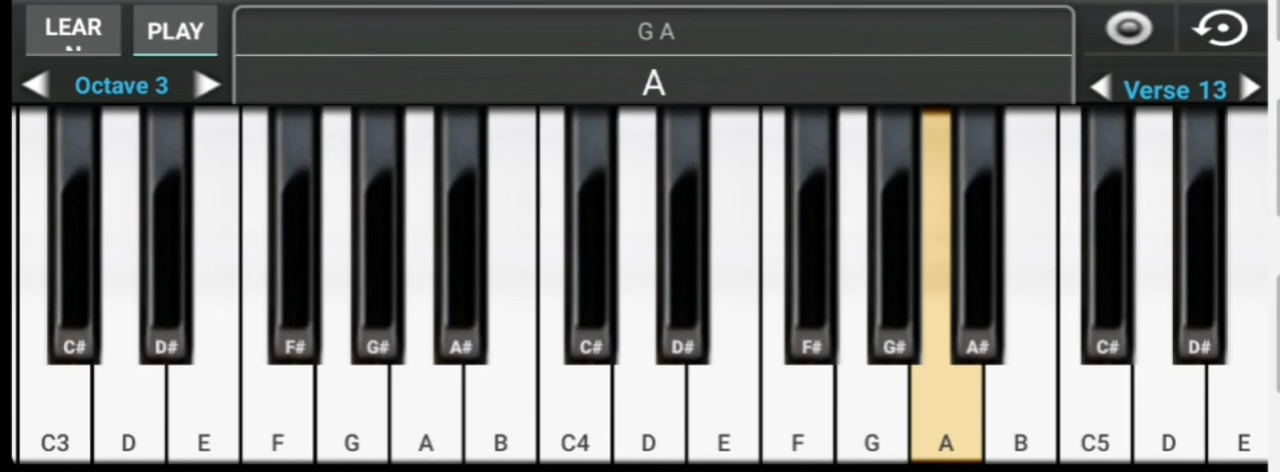 LEAR
PLAY
G A
Octave 3
A
Verse 13
C# D# F# G# A# C# D# F# G# A# C# D#
C3 D E F G A B C4 D E F G A B C5 D E